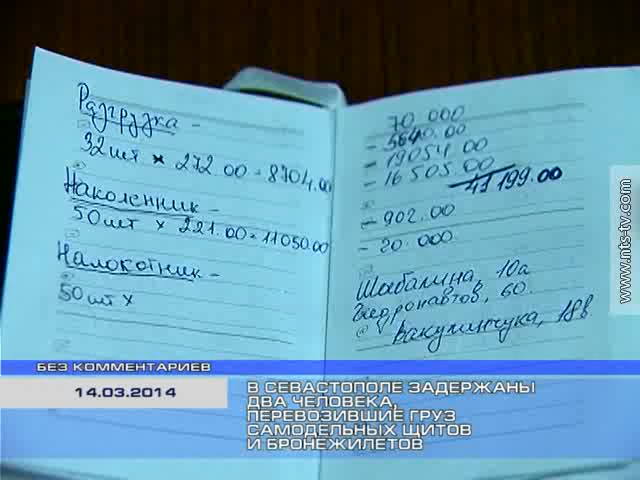 Разгрузка -
32 шт × 272.00 = 8704.00
Наколенник -
50 шт × 221.00 = 11050.00
Налокотник -
50 шт ×
70 000
- 5640.00
- 19054 00
- 16505.00
41 199.00
- 902.00
- 20 000.
Шабалина, 10а
Гидронавтов, 60.
Вакуленчука, 18в
www.nts-tv.com
БЕЗ КОММЕНТАРИЕВ
14.03.2014
В СЕВАСТОПОЛЕ ЗАДЕРЖАНЫ
ДВА ЧЕЛОВЕКА,
ПЕРЕВОЗИВШИЕ ГРУЗ
САМОДЕЛЬНЫХ ЩИТОВ
И БРОНЕЖИЛЕТОВ